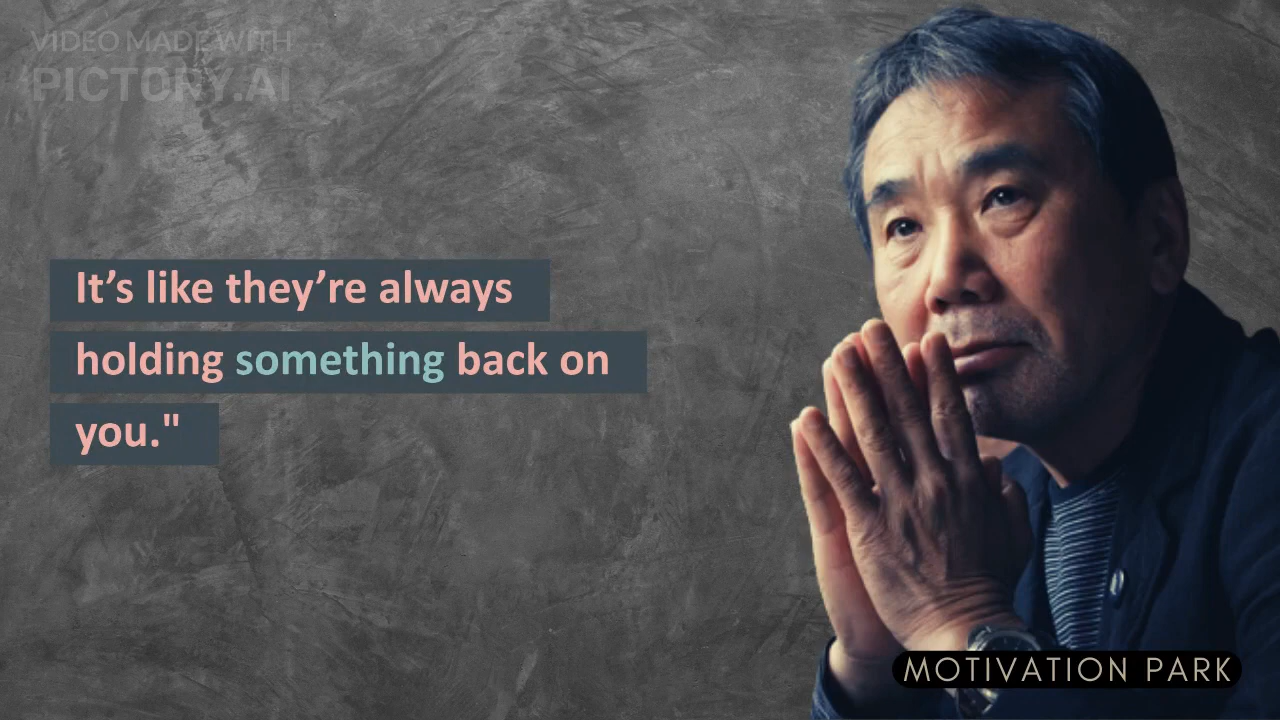 VIDEO MADE WITH
PICTORY.AI
It’s like they’re always
holding something back on
you."
MOTIVATION PARK